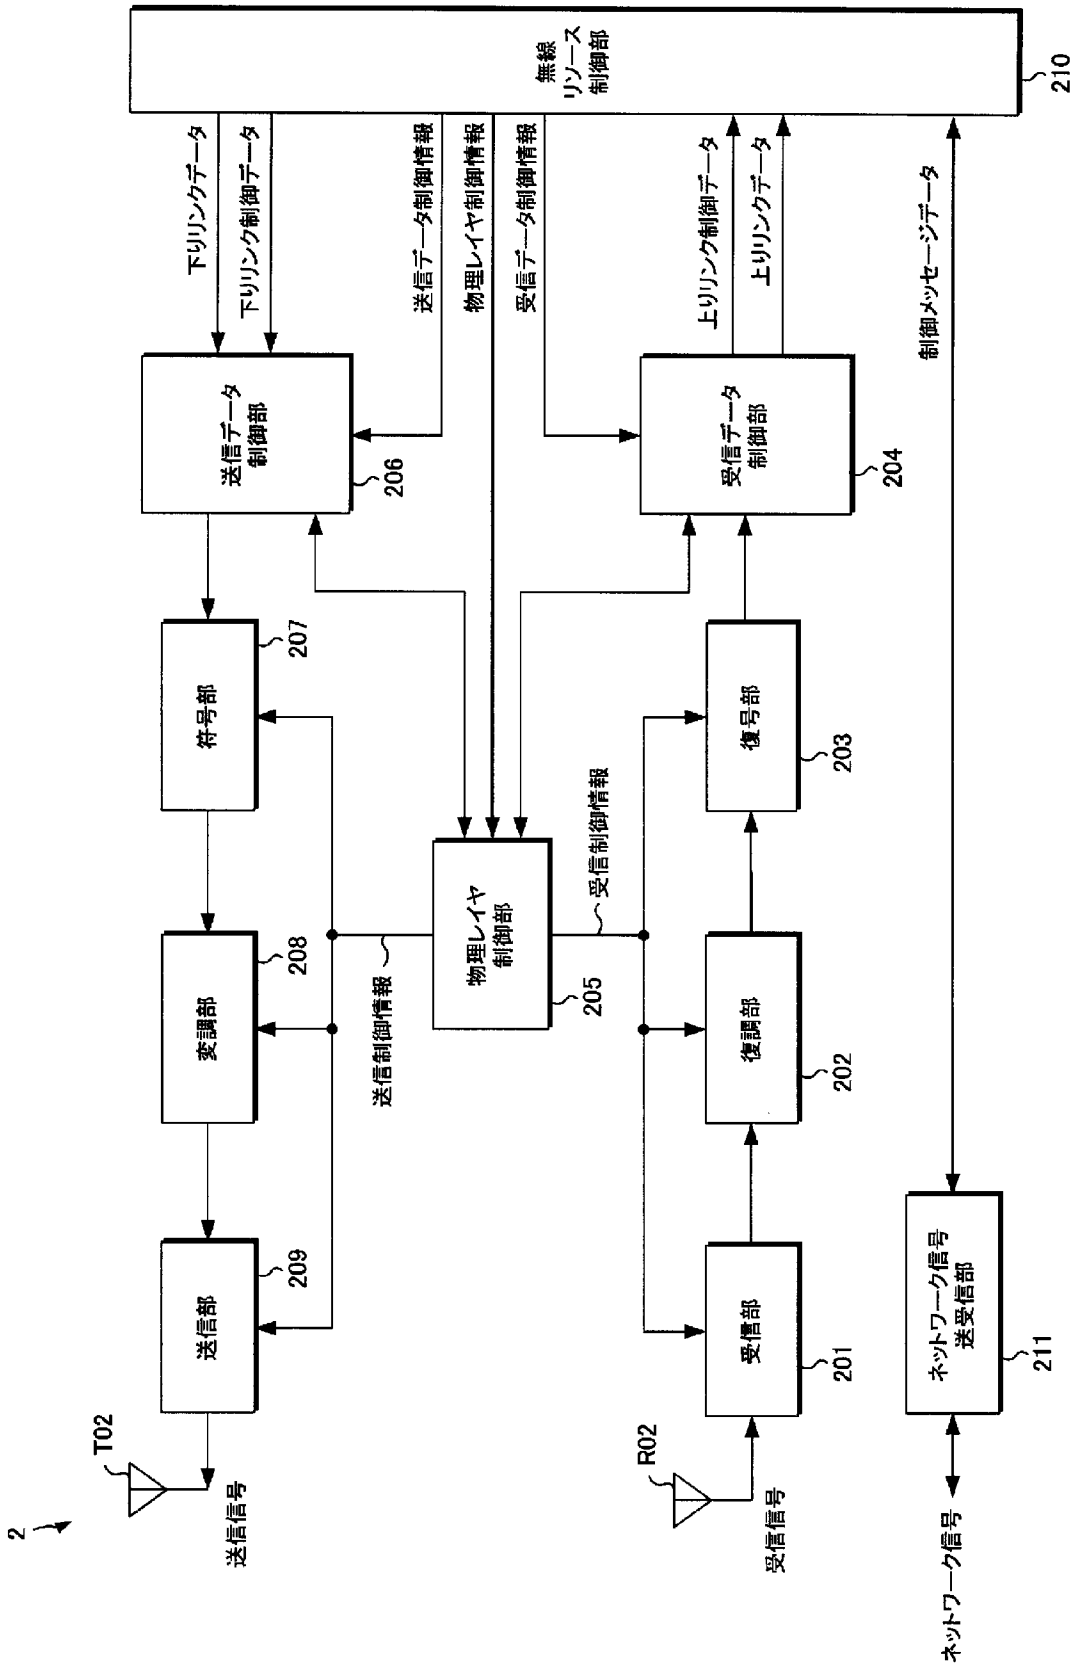 2
T02
送信信号
送信部
209
変調部
208
符号部
207
送信データ
制御部
206
下りリンクデータ
下りリンク制御データ
送信データ制御情報
物理レイヤ制御情報
受信データ制御情報
上りリンク制御データ
上りリンクデータ
制御メッセージデータ
無線
リソース
制御部
210
送信制御情報
物理レイヤ
制御部
205
受信制御情報
R02
受信信号
受信部
201
復調部
202
復号部
203
受信データ
制御部
204
ネットワーク信号
ネットワーク信号
送受信部
211